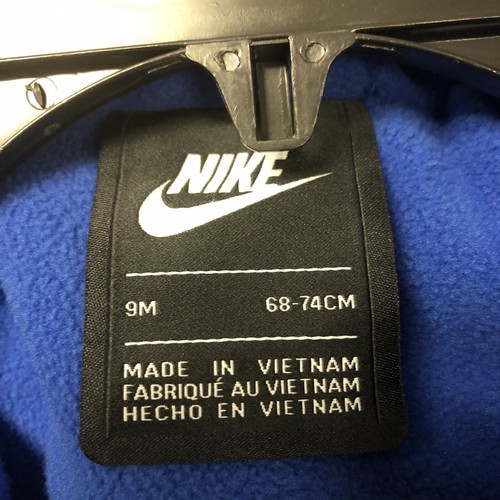 NIKE
9M 68-74CM
MADE IN VIETNAM
FABRIQUÉ AU VIETNAM
HECHO EN VIETNAM